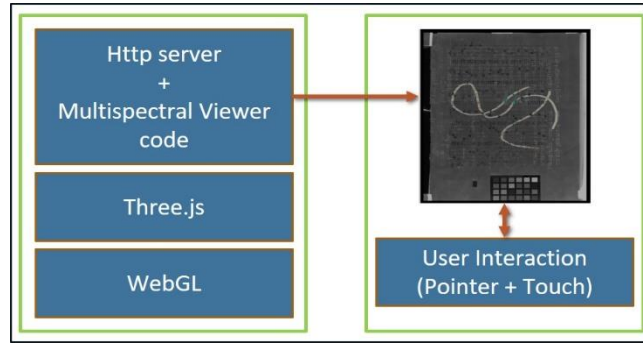 Http server
+
Multispectral Viewer
code
Three.js
WebGL
User Interaction
(Pointer + Touch)